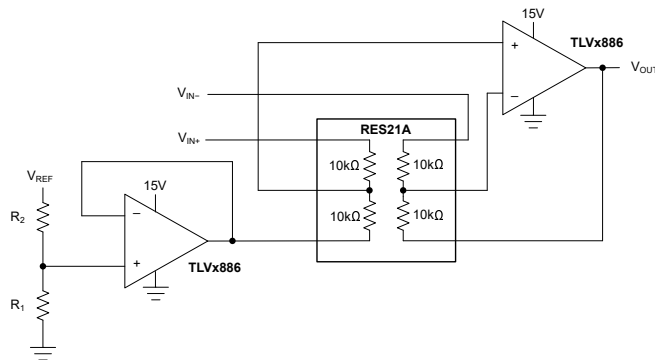 15V
TLVx886
+
−
V_OUT
V_IN−
V_IN+
RES21A
10kΩ
10kΩ
10kΩ
10kΩ
V_REF
R_2
15V
−
+
TLVx886
R_1